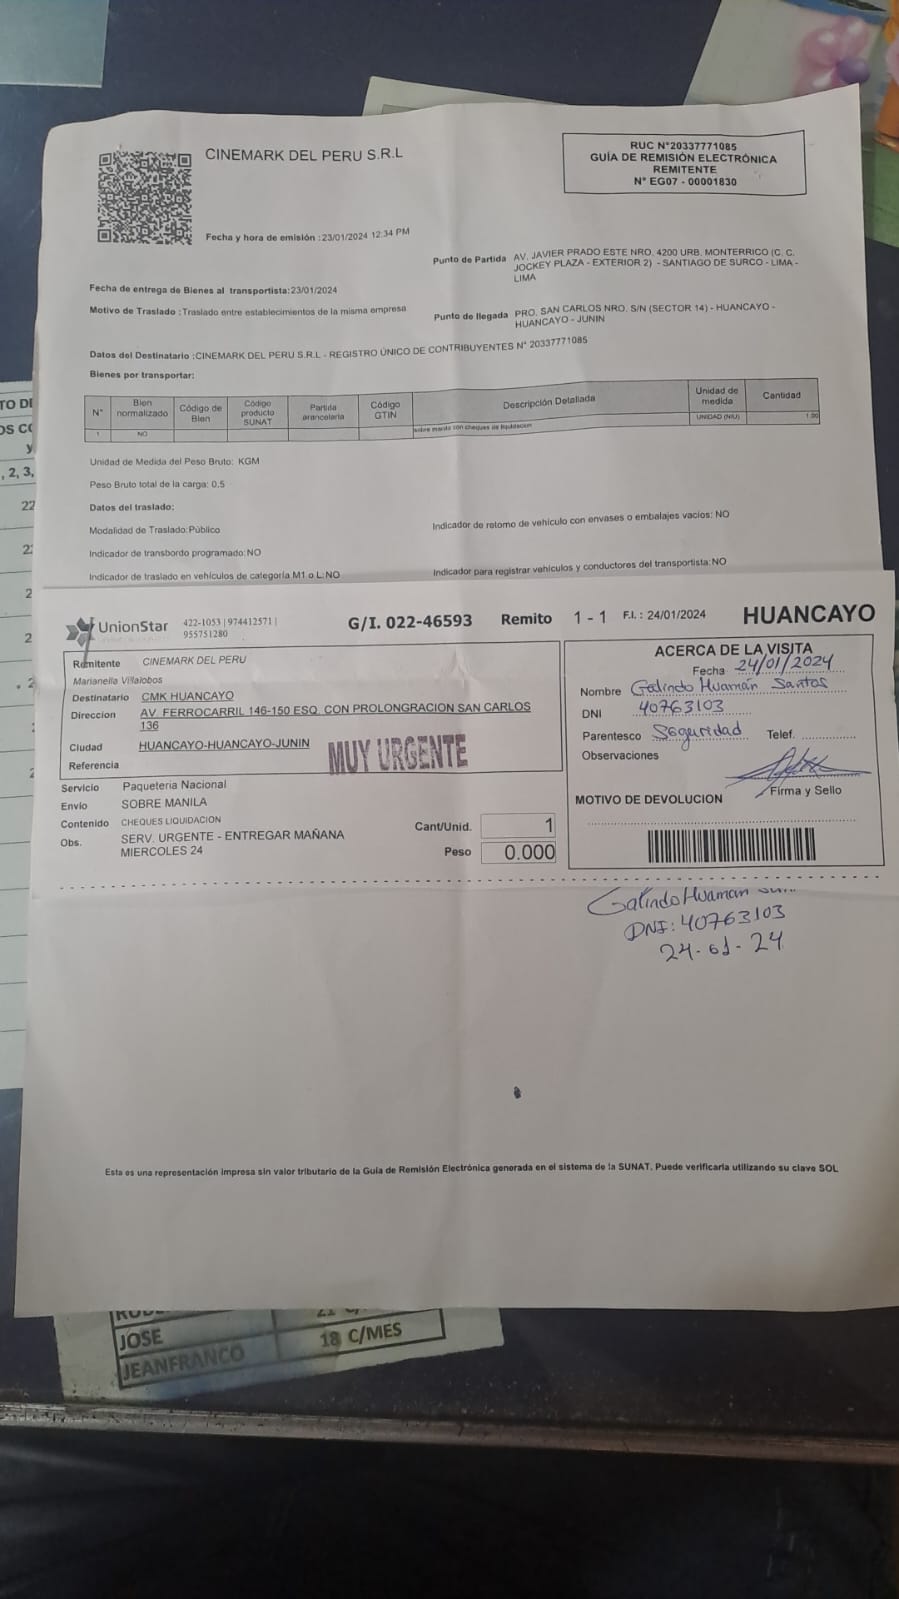 CINEMARK DEL PERU S.R.L
RUC N°20337771085
GUÍA DE REMISIÓN ELECTRÓNICA
REMITENTE
N° EG07 - 00001830
Fecha y hora de emisión :23/01/2024 12:34 PM
Punto de Partida AV. JAVIER PRADO ESTE NRO. 4200 URB. MONTERRICO (C. C.
JOCKEY PLAZA - EXTERIOR 2) - SANTIAGO DE SURCO - LIMA -
LIMA
Fecha de entrega de Bienes al transportista:23/01/2024
Motivo de Traslado :Traslado entre establecimientos de la misma empresa
Punto de llegada PRO. SAN CARLOS NRO. S/N (SECTOR 14) - HUANCAYO -
HUANCAYO - JUNIN
Datos del Destinatario :CINEMARK DEL PERU S.R.L - REGISTRO ÚNICO DE CONTRIBUYENTES N° 20337771085
Bienes por transportar:
N° Bien normalizado Código de Bien Código producto SUNAT Partida arancelaria Código GTIN Descripción Detallada Unidad de medida Cantidad
1 NO sobre manila con cheques de liquidacion UNIDAD (NIU) 1.00
Unidad de Medida del Peso Bruto: KGM
Peso Bruto total de la carga: 0.5
Datos del traslado:
Modalidad de Traslado:Público
Indicador de retorno de vehículo con envases o embalajes vacíos: NO
Indicador de transbordo programado:NO
Indicador de traslado en vehículos de categoría M1 o L:NO
Indicador para registrar vehículos y conductores del transportista:NO
UnionStar
422-1053 | 974412571 |
955751280
G/I. 022-46593 Remito 1 - 1 F.I. : 24/01/2024 HUANCAYO
Remitente CINEMARK DEL PERU
Marianella Villalobos
Destinatario CMK HUANCAYO
Direccion AV. FERROCARRIL 146-150 ESQ. CON PROLONGRACION SAN CARLOS
136
Ciudad HUANCAYO-HUANCAYO-JUNIN
Referencia
MUY URGENTE
Servicio Paqueteria Nacional
Envio SOBRE MANILA
Contenido CHEQUES LIQUIDACION
Obs. SERV. URGENTE - ENTREGAR MAÑANA
MIERCOLES 24
Cant/Unid. 1
Peso 0.000
ACERCA DE LA VISITA
Fecha 24/01/2024
Nombre Galindo Huamán Santos
DNI 40763103
Parentesco Seguridad Telef.
Observaciones
Firma y Sello
MOTIVO DE DEVOLUCION
Galindo Huaman
DNI: 40763103
24-01-24
Esta es una representación impresa sin valor tributario de la Guía de Remisión Electrónica generada en el sistema de la SUNAT. Puede verificarla utilizando su clave SOL
JOSE 18 C/MES
JEANFRANCO